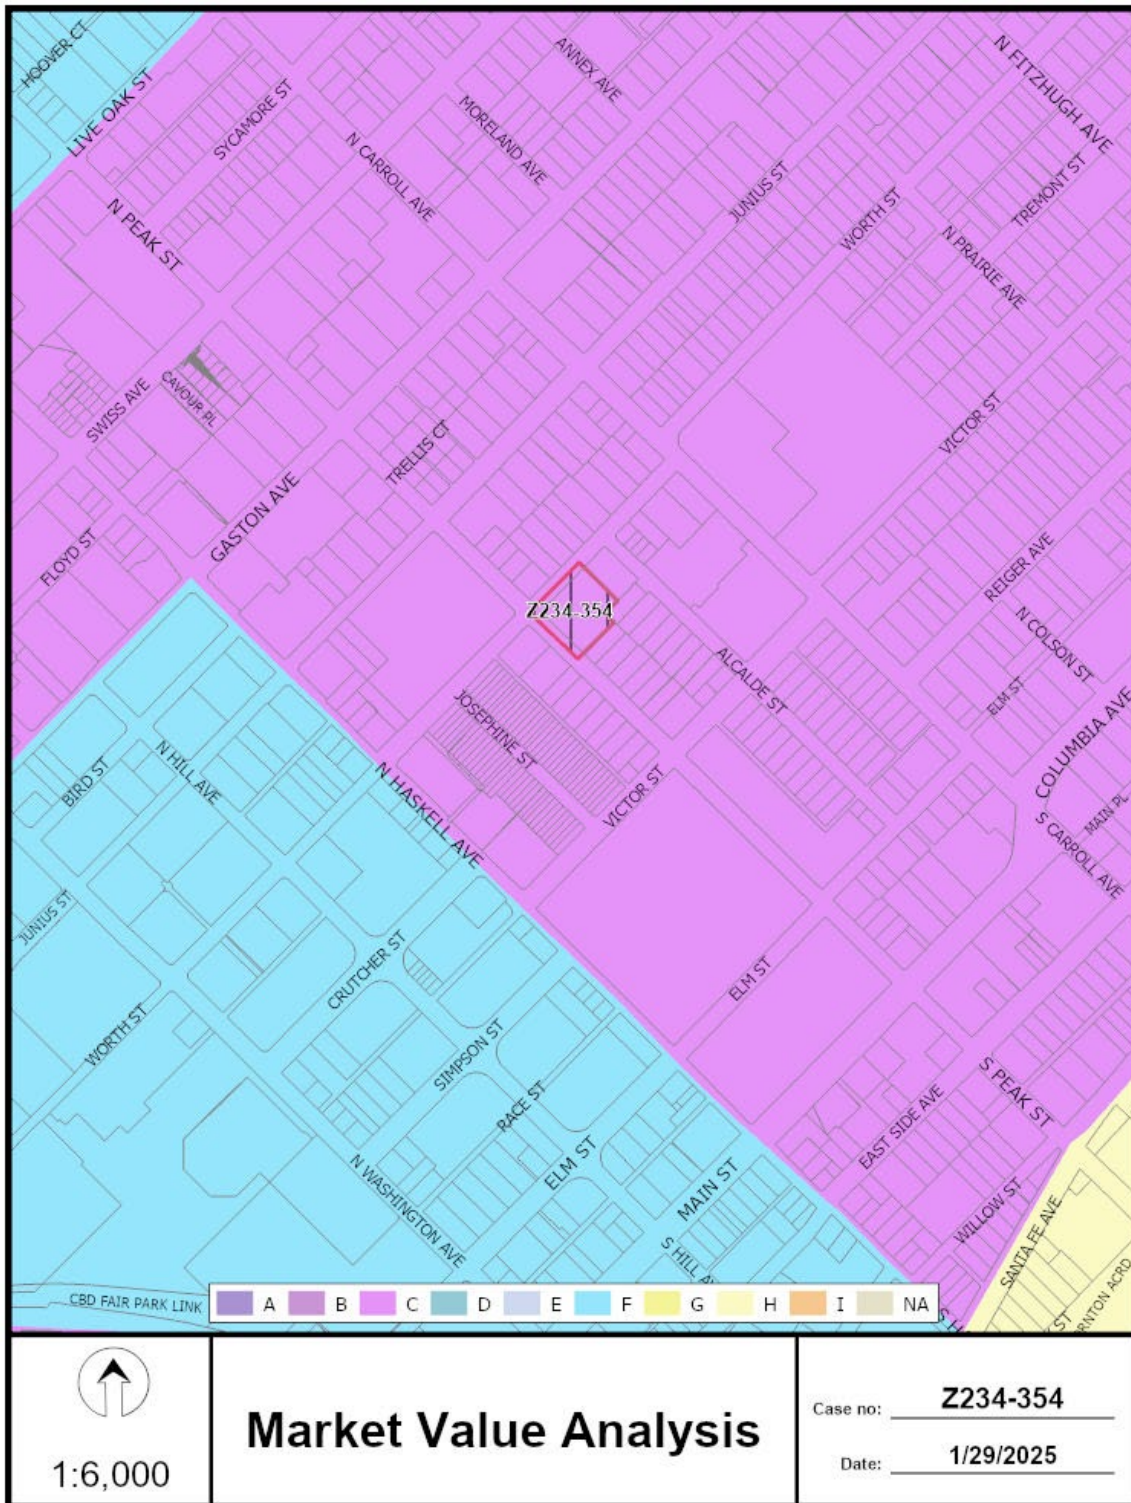 HOOVER CT
LIVE OAK ST
SYCAMORE ST
N CARROLL AVE
MORELAND AVE
ANNEX AVE
N FITZHUGH AVE
N PEAK ST
JUNIUS ST
WORTH ST
TREMONT ST
N PRAIRIE AVE
SWISS AVE
CAVOUR PL
TRELLIS CT
VICTOR ST
GASTON AVE
FLOYD ST
REIGER AVE
Z234-354
N COLSON ST
ALCALDE ST
ELM ST
COLUMBIA AVE
JOSEPHINE ST
BIRD ST
N HILL AVE
N HASKELL AVE
VICTOR ST
MAIN PL
S CARROLL AVE
JUNIUS ST
CRUTCHER ST
ELM ST
WORTH ST
SIMPSON ST
RACE ST
S PEAK ST
EAST SIDE AVE
ELM ST
N WASHINGTON AVE
MAIN ST
WILLOW ST
SANTA FE AVE
S HILL AV
CBD FAIR PARK LINK
A B C D E F G H I NA
S H
ST
RNTON ACRD
1:6,000
Market Value Analysis
Case no: Z234-354
Date: 1/29/2025